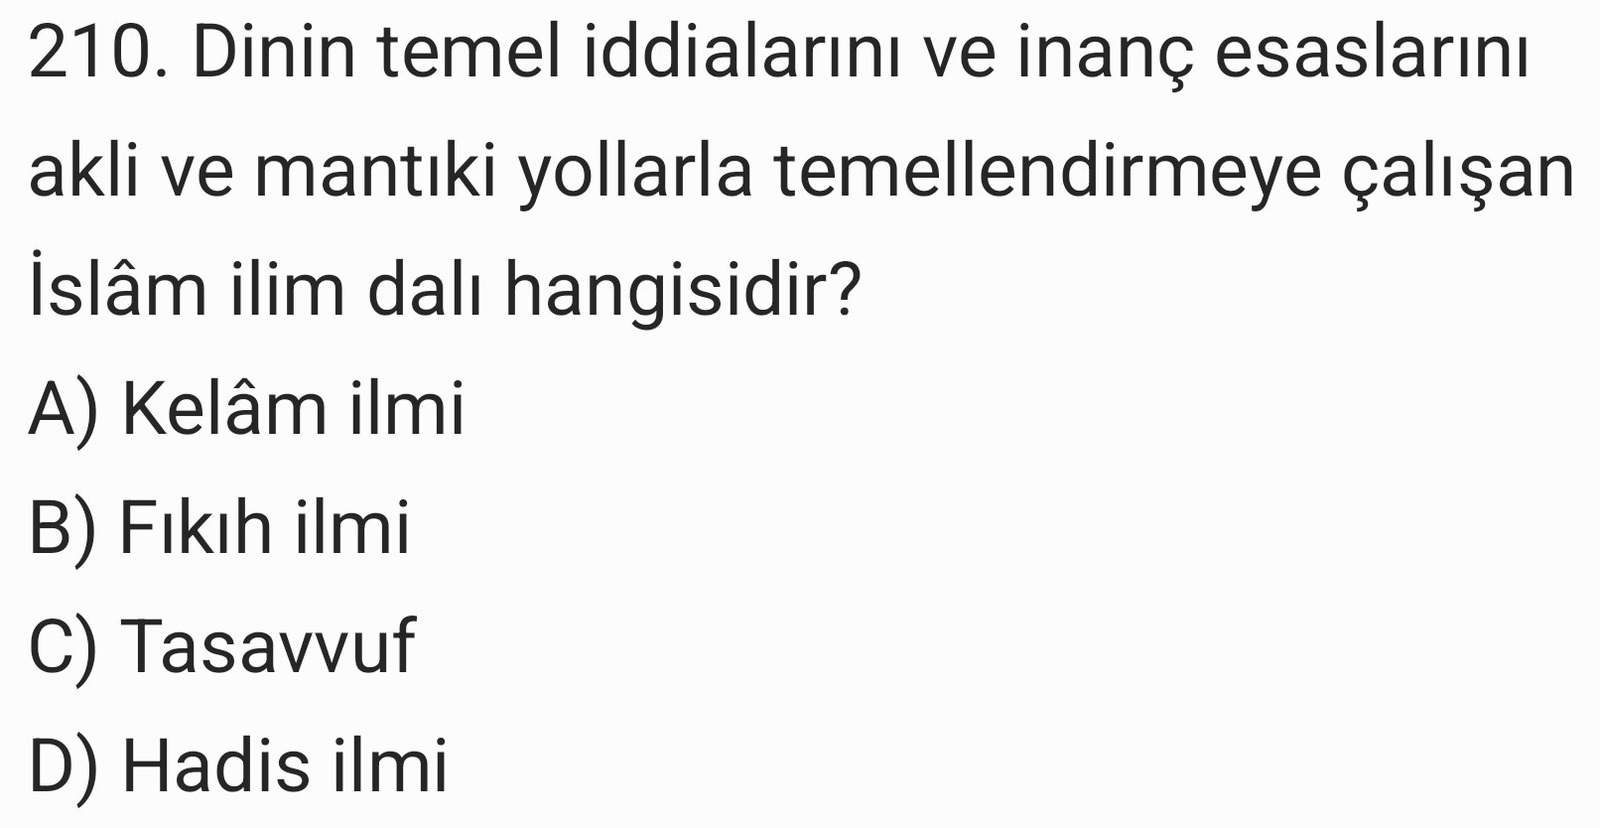 210. Dinin temel iddialarını ve inanç esaslarını
akli ve mantıki yollarla temellendirmeye çalışan
İslâm ilim dalı hangisidir?
A) Kelâm ilmi
B) Fıkıh ilmi
C) Tasavvuf
D) Hadis ilmi